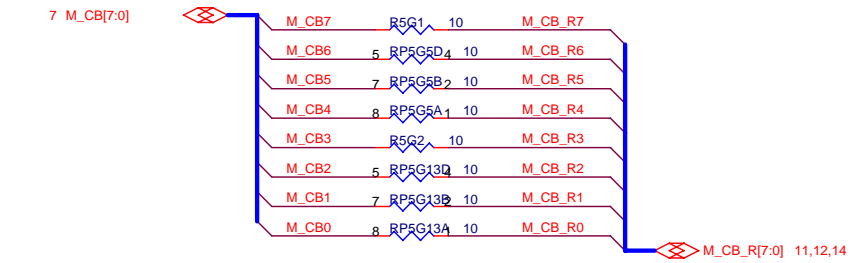 7 M_CB[7:0]
M_CB7 R5G1 10 M_CB_R7
M_CB6 5 RP5G5D 4 10 M_CB_R6
M_CB5 7 RP5G5B 2 10 M_CB_R5
M_CB4 8 RP5G5A 1 10 M_CB_R4
M_CB3 R5G2 10 M_CB_R3
M_CB2 5 RP5G13D 4 10 M_CB_R2
M_CB1 7 RP5G13B 2 10 M_CB_R1
M_CB0 8 RP5G13A 1 10 M_CB_R0
M_CB_R[7:0] 11,12,14